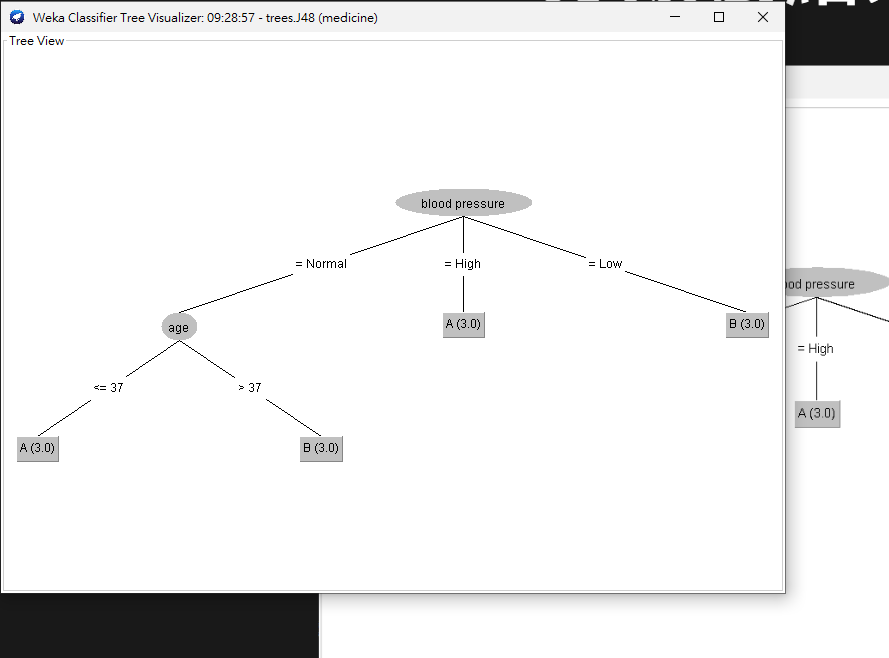 Weka Classifier Tree Visualizer: 09:28:57 - trees.J48 (medicine)
Tree View
blood pressure
= Normal
= High
= Low
age
A (3.0)
B (3.0)
<= 37
> 37
A (3.0)
B (3.0)
pressure
= High
A (3.0)